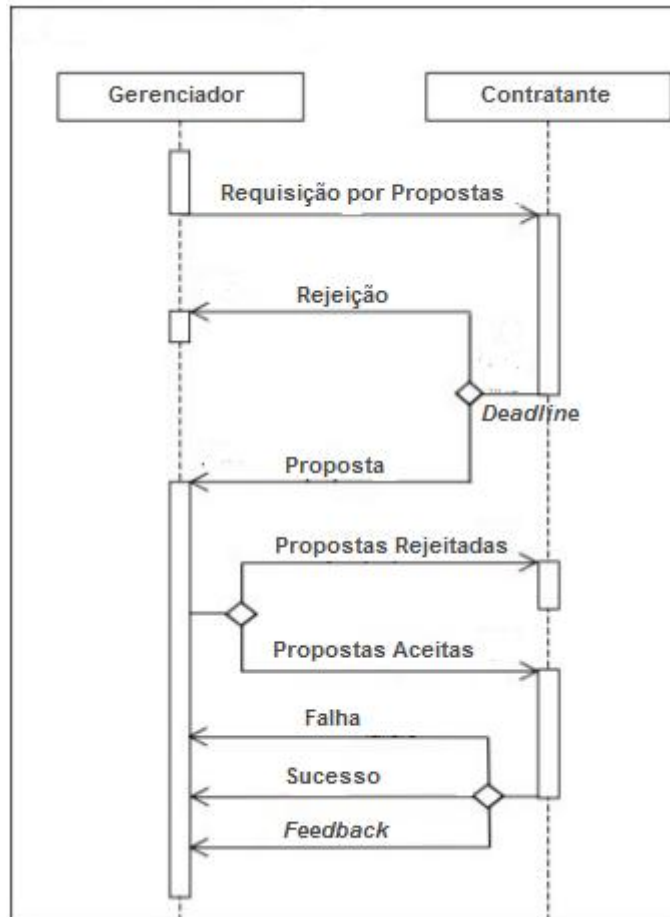 Gerenciador
Contratante
Requisição por Propostas
Rejeição
Deadline
Proposta
Propostas Rejeitadas
Propostas Aceitas
Falha
Sucesso
Feedback